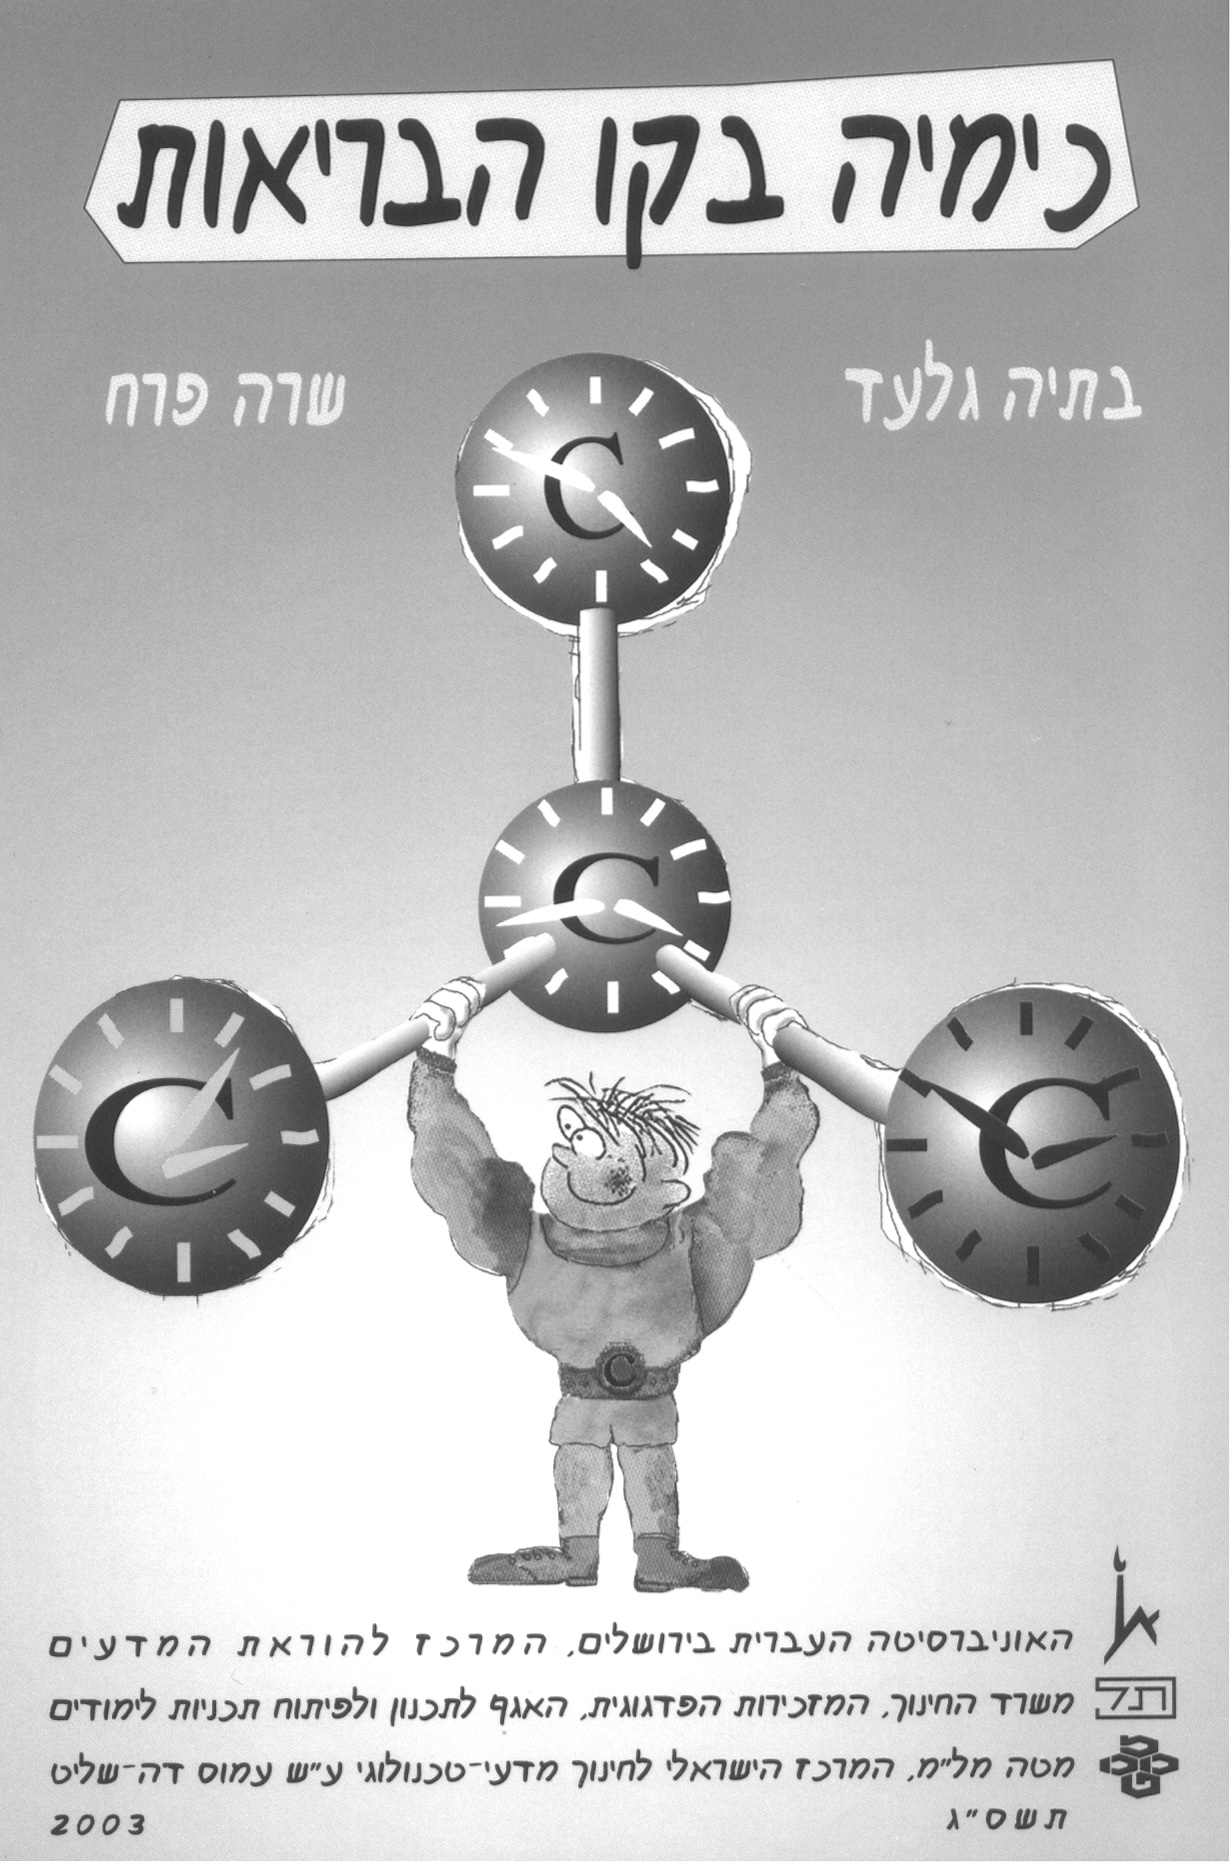 כימיה בקו הבריאות
בתיה גלעד
שרה פרח
C
C
C
C
C
האוניברסיטה העברית בירושלים, המרכז להוראת המדעים
משרד החינוך, המזכירות הפדגוגית, האגף לתכנון ולפיתוח תכניות לימודים
תל
מטה מל"מ, המרכז הישראלי לחינוך מדעי-טכנולוגי ע"ש עמוס דה-שליט
תשס"ג
2003